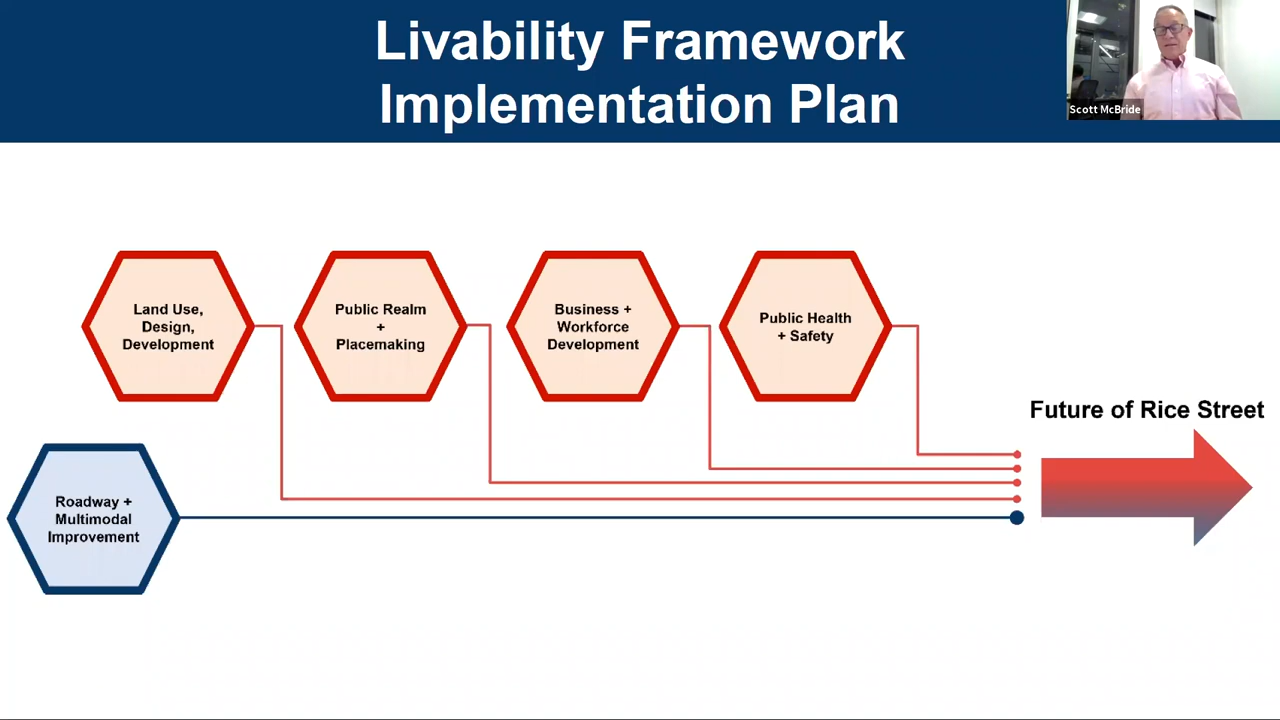 Livability Framework
Implementation Plan
Scott McBride
Land Use,
Design,
Development
Public Realm
+
Placemaking
Business +
Workforce
Development
Public Health
+ Safety
Future of Rice Street
Roadway +
Multimodal
Improvement